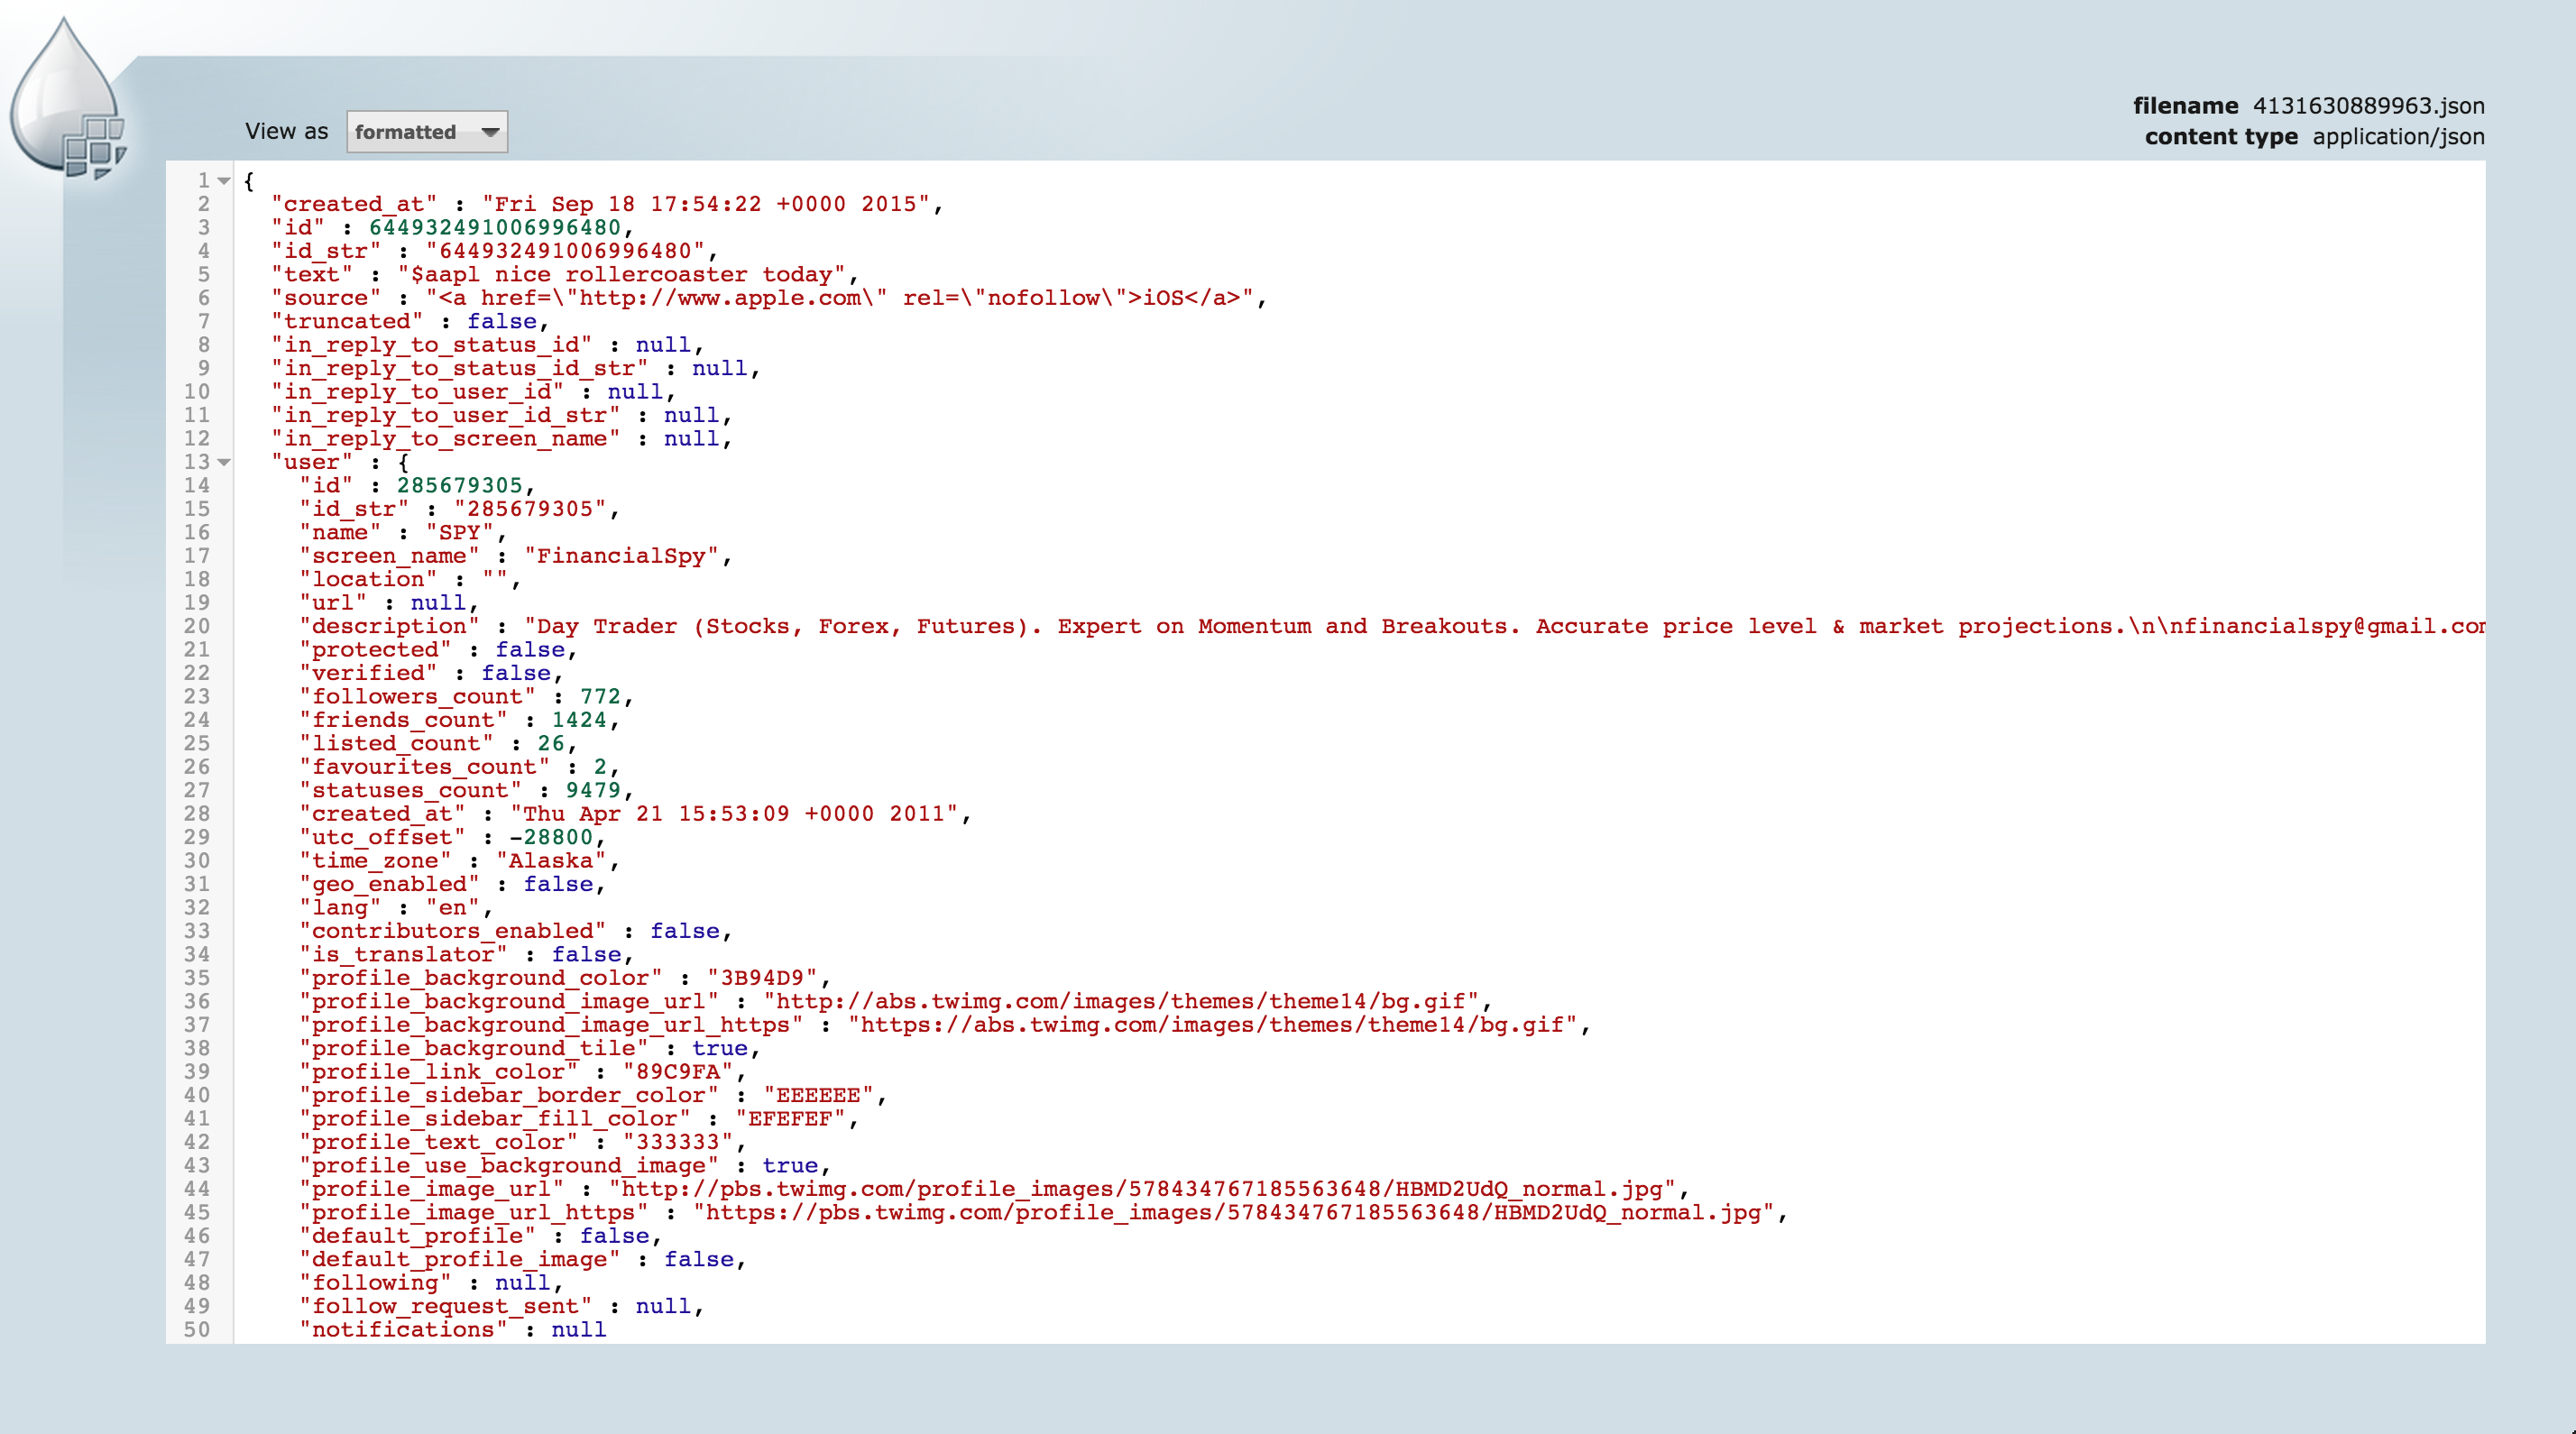 View as formatted
filename 4131630889963.json
content type application/json
1 {
2 "created_at" : "Fri Sep 18 17:54:22 +0000 2015",
3 "id" : 644932491006996480,
4 "id_str" : "644932491006996480",
5 "text" : "$aapl nice rollercoaster today",
6 "source" : "<a href=\"http://www.apple.com\" rel=\"nofollow\">iOS</a>",
7 "truncated" : false,
8 "in_reply_to_status_id" : null,
9 "in_reply_to_status_id_str" : null,
10 "in_reply_to_user_id" : null,
11 "in_reply_to_user_id_str" : null,
12 "in_reply_to_screen_name" : null,
13 "user" : {
14 "id" : 285679305,
15 "id_str" : "285679305",
16 "name" : "SPY",
17 "screen_name" : "FinancialSpy",
18 "location" : "",
19 "url" : null,
20 "description" : "Day Trader (Stocks, Forex, Futures). Expert on Momentum and Breakouts. Accurate price level & market projections.\n\nfinancialspy@gmail.com
21 "protected" : false,
22 "verified" : false,
23 "followers_count" : 772,
24 "friends_count" : 1424,
25 "listed_count" : 26,
26 "favourites_count" : 2,
27 "statuses_count" : 9479,
28 "created_at" : "Thu Apr 21 15:53:09 +0000 2011",
29 "utc_offset" : -28800,
30 "time_zone" : "Alaska",
31 "geo_enabled" : false,
32 "lang" : "en",
33 "contributors_enabled" : false,
34 "is_translator" : false,
35 "profile_background_color" : "3B94D9",
36 "profile_background_image_url" : "http://abs.twimg.com/images/themes/theme14/bg.gif",
37 "profile_background_image_url_https" : "https://abs.twimg.com/images/themes/theme14/bg.gif",
38 "profile_background_tile" : true,
39 "profile_link_color" : "89C9FA",
40 "profile_sidebar_border_color" : "EEEEEE",
41 "profile_sidebar_fill_color" : "EFEFEF",
42 "profile_text_color" : "333333",
43 "profile_use_background_image" : true,
44 "profile_image_url" : "http://pbs.twimg.com/profile_images/578434767185563648/HBMD2UdQ_normal.jpg",
45 "profile_image_url_https" : "https://pbs.twimg.com/profile_images/578434767185563648/HBMD2UdQ_normal.jpg",
46 "default_profile" : false,
47 "default_profile_image" : false,
48 "following" : null,
49 "follow_request_sent" : null,
50 "notifications" : null